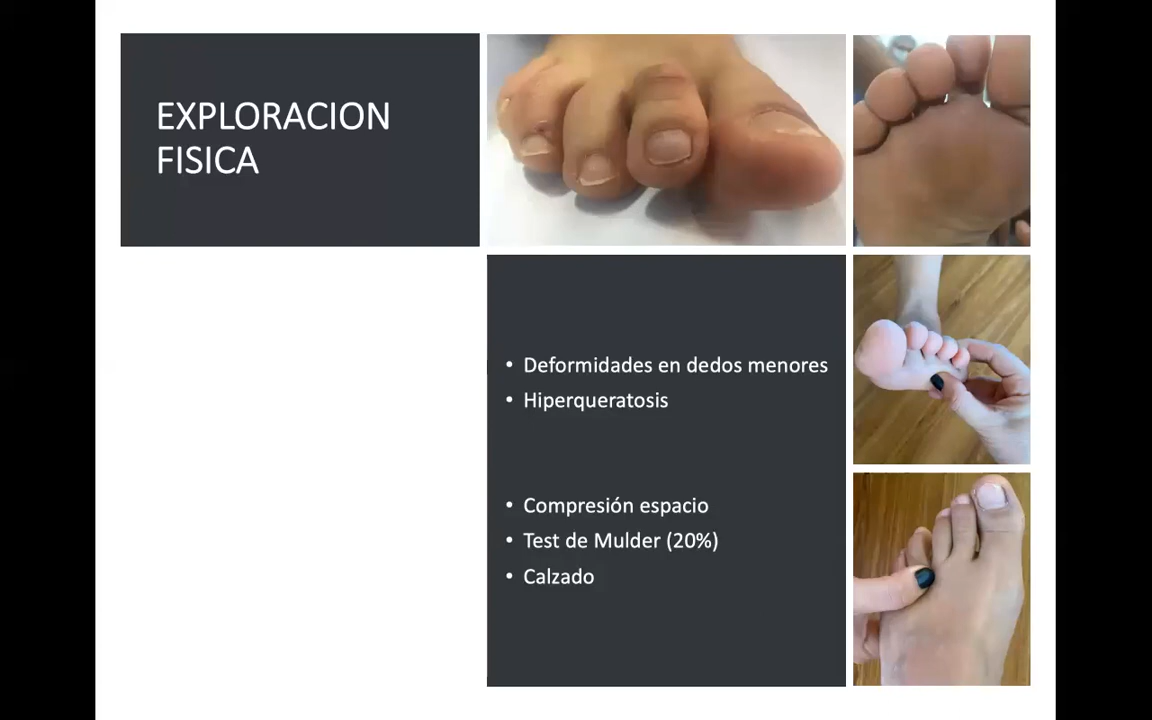 EXPLORACION
FISICA
• Deformidades en dedos menores
• Hiperqueratosis
• Compresión espacio
• Test de Mulder (20%)
• Calzado